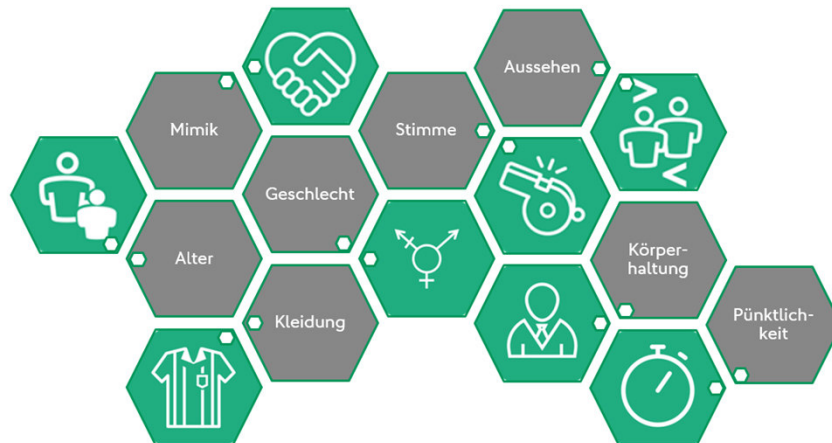 Aussehen
Mimik
Stimme
Geschlecht
Alter
Körper-
haltung
Kleidung
Pünktlich-
keit